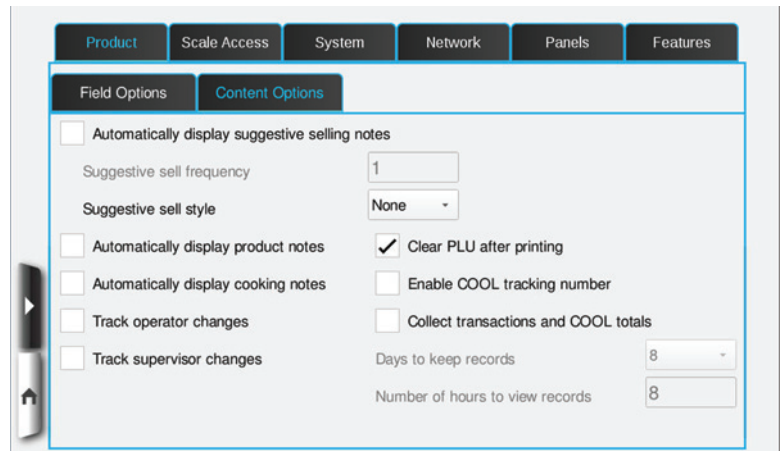 Product Scale Access System Network Panels Features
Field Options Content Options
Automatically display suggestive selling notes
Suggestive sell frequency 1
Suggestive sell style None
Automatically display product notes Clear PLU after printing
Automatically display cooking notes Enable COOL tracking number
Track operator changes Collect transactions and COOL totals
Track supervisor changes Days to keep records 8
Number of hours to view records 8